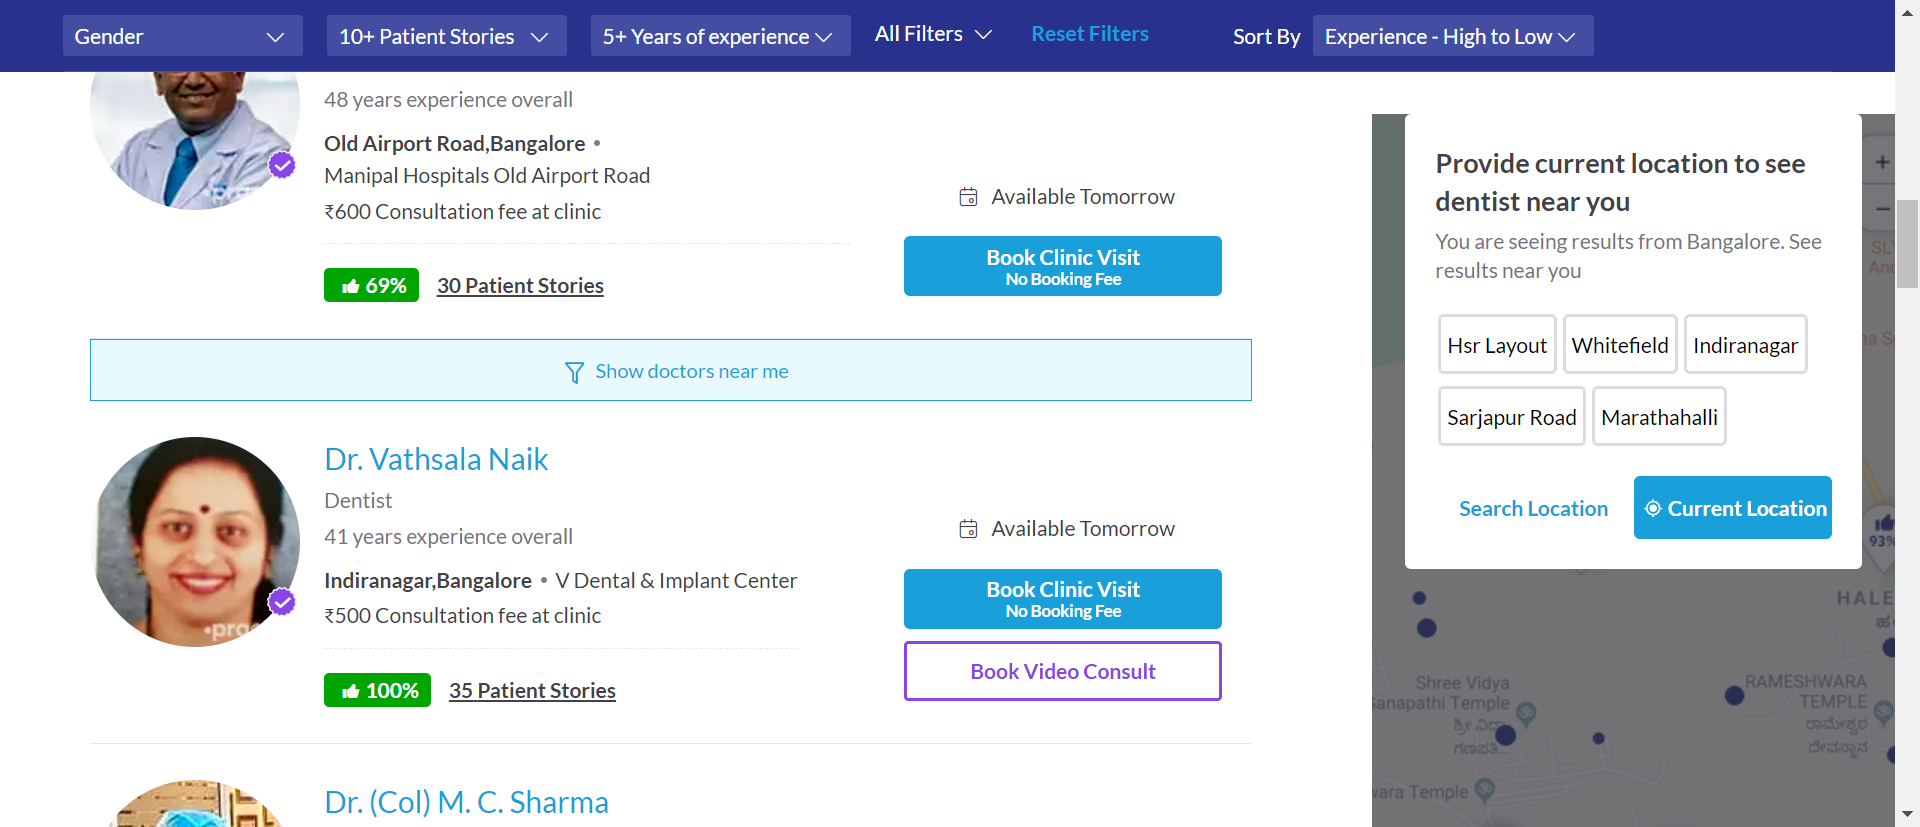 Gender
10+ Patient Stories
5+ Years of experience
All Filters
Reset Filters
Sort By
Experience - High to Low
48 years experience overall
Old Airport Road,Bangalore •
Manipal Hospitals Old Airport Road
₹600 Consultation fee at clinic
69%
30 Patient Stories
Available Tomorrow
Book Clinic Visit
No Booking Fee
Show doctors near me
Dr. Vathsala Naik
Dentist
41 years experience overall
Indiranagar,Bangalore • V Dental & Implant Center
₹500 Consultation fee at clinic
100%
35 Patient Stories
Available Tomorrow
Book Clinic Visit
No Booking Fee
Book Video Consult
Dr. (Col) M. C. Sharma
Provide current location to see
dentist near you
You are seeing results from Bangalore. See
results near you
Hsr Layout
Whitefield
Indiranagar
Sarjapur Road
Marathahalli
Search Location
Current Location
+
−
93%
HALE
Shree Vidya
Ganapathi Temple
ಶ್ರೀ ವಿದ್ಯಾ
ಗಣಪತಿ...
RAMESHWARA
TEMPLE
ರಾಮೇಶ್ವರ
ದೇವಸ್ಥಾನ
wara Temple